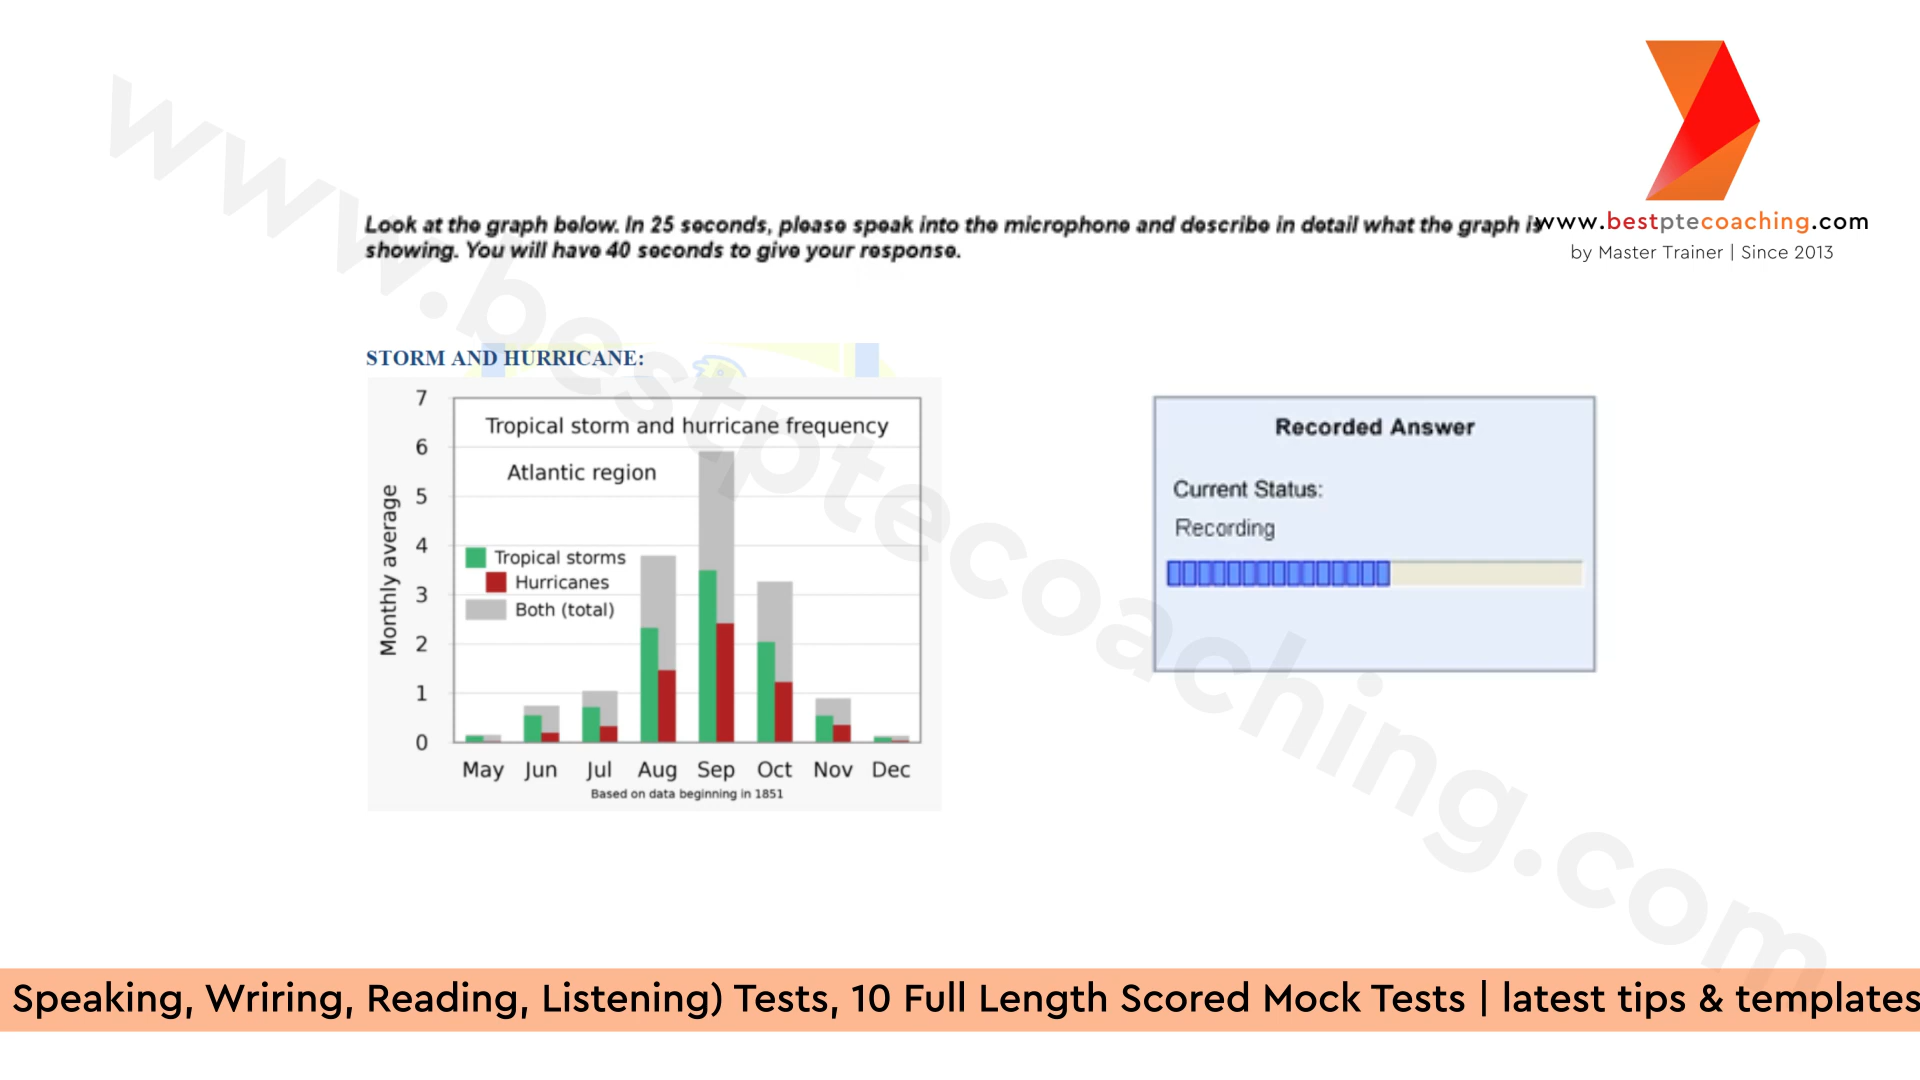 www.bestptecoaching.com
Look at the graph below. In 25 seconds, please speak into the microphone and describe in detail what the graph is
showing. You will have 40 seconds to give your response.
www.bestptecoaching.com
by Master Trainer | Since 2013
STORM AND HURRICANE:
Tropical storm and hurricane frequency
Atlantic region
Monthly average
7
6
5
4
3
2
1
0
Tropical storms
Hurricanes
Both (total)
May Jun Jul Aug Sep Oct Nov Dec
Based on data beginning in 1851
Recorded Answer
Current Status:
Recording
Speaking, Wriring, Reading, Listening) Tests, 10 Full Length Scored Mock Tests | latest tips & templates